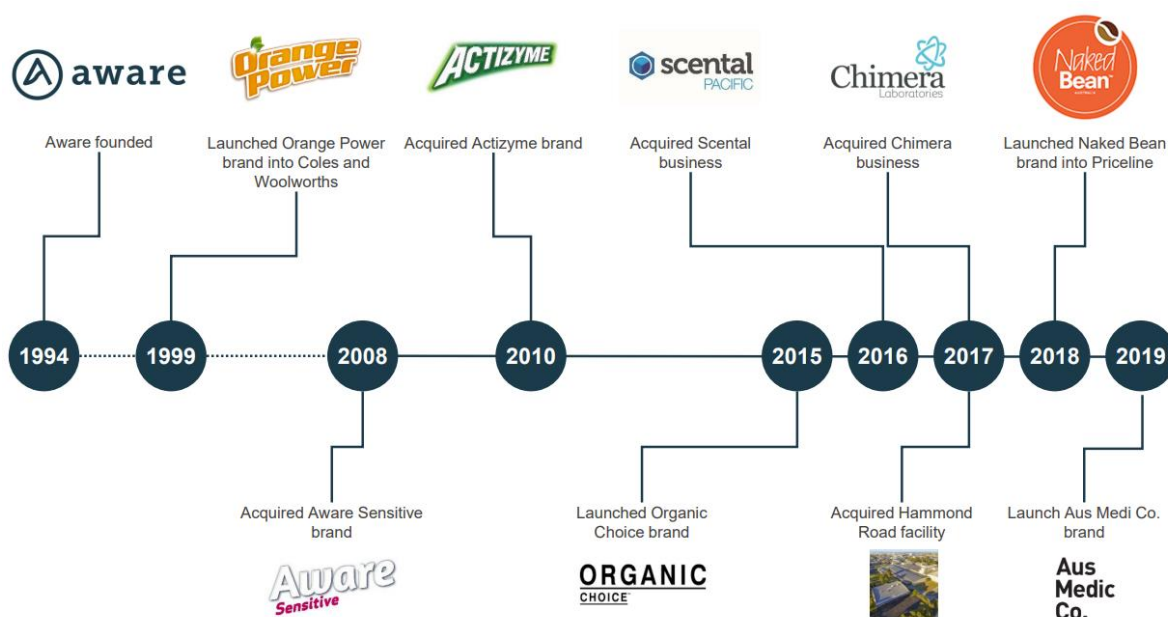 aware
Orange
Power
ACTIZYME
scental
PACIFIC
Chimera
Laboratories
Naked
Bean™
AUSTRALIA
Aware founded
Launched Orange Power
brand into Coles and
Woolworths
Acquired Actizyme brand
Acquired Scental
business
Acquired Chimera
business
Launched Naked Bean
brand into Priceline
1994
1999
2008
2010
2015
2016
2017
2018
2019
Acquired Aware Sensitive
brand
Launched Organic
Choice brand
Acquired Hammond
Road facility
Launch Aus Medi Co.
brand
Aware
Sensitive
ORGANIC
CHOICE
Aus
Medic
Co.